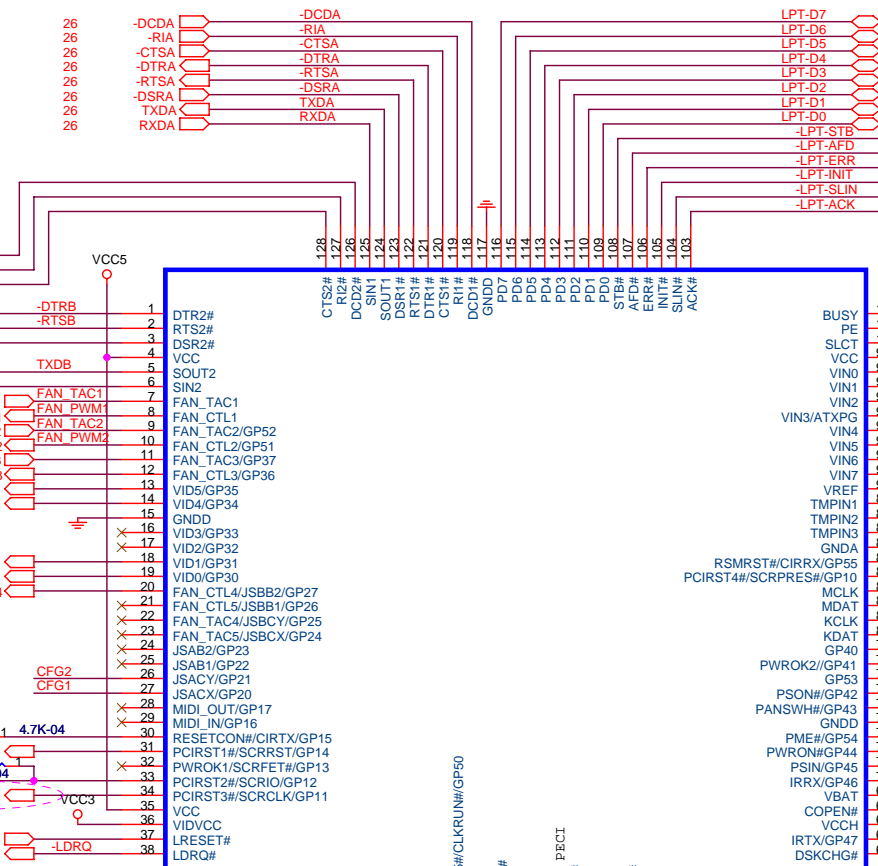 26 -DCDA -DCDA
26 -RIA -RIA
26 -CTSA -CTSA
26 -DTRA -DTRA
26 -RTSA -RTSA
26 -DSRA -DSRA
26 TXDA TXDA
26 RXDA RXDA
LPT-D7
LPT-D6
LPT-D5
LPT-D4
LPT-D3
LPT-D2
LPT-D1
LPT-D0
-LPT-STB
-LPT-AFD
-LPT-ERR
-LPT-INIT
-LPT-SLIN
-LPT-ACK
128 CTS2#
127 RI2#
126 DCD2#
125 SIN1
124 SOUT1
123 DSR1#
122 RTS1#
121 DTR1#
120 CTS1#
119 RI1#
118 DCD1#
117 GNDD
116 PD7
115 PD6
114 PD5
113 PD4
112 PD3
111 PD2
110 PD1
109 PD0
108 STB#
107 AFD#
106 ERR#
105 INIT#
104 SLIN#
103 ACK#
VCC5
-DTRB 1 DTR2#
-RTSB 2 RTS2#
3 DSR2#
4 VCC
TXDB 5 SOUT2
6 SIN2
FAN_TAC1 7 FAN_TAC1
FAN_PWM1 8 FAN_CTL1
FAN_TAC2 9 FAN_TAC2/GP52
FAN_PWM2 10 FAN_CTL2/GP51
11 FAN_TAC3/GP37
12 FAN_CTL3/GP36
13 VID5/GP35
14 VID4/GP34
15 GNDD
16 VID3/GP33
17 VID2/GP32
18 VID1/GP31
19 VID0/GP30
20 FAN_CTL4/JSBB2/GP27
21 FAN_CTL5/JSBB1/GP26
22 FAN_TAC4/JSBCY/GP25
23 FAN_TAC5/JSBCX/GP24
24 JSAB2/GP23
25 JSAB1/GP22
CFG2 26 JSACY/GP21
CFG1 27 JSACX/GP20
28 MIDI_OUT/GP17
29 MIDI_IN/GP16
1 4.7K-04 30 RESETCON#/CIRTX/GP15
31 PCIRST1#/SCRRST/GP14
1 32 PWROK1/SCRFET#/GP13
33 PCIRST2#/SCRIO/GP12
34 PCIRST3#/SCRCLK/GP11
VCC3
35 VCC
36 VIDVCC
37 LRESET#
-LDRQ 38 LDRQ#
BUSY
PE
SLCT
VCC
VIN0
VIN1
VIN2
VIN3/ATXPG
VIN4
VIN5
VIN6
VIN7
VREF
TMPIN1
TMPIN2
TMPIN3
GNDA
RSMRST#/CIRRX/GP55
PCIRST4#/SCRPRES#/GP10
MCLK
MDAT
KCLK
KDAT
GP40
PWROK2//GP41
GP53
PSON#/GP42
PANSWH#/GP43
GNDD
PME#/GP54
PWRON#GP44
PSIN/GP45
IRRX/GP46
VBAT
COPEN#
VCCH
IRTX/GP47
DSKCHG#
#/CLKRUN#/GP50
PECI